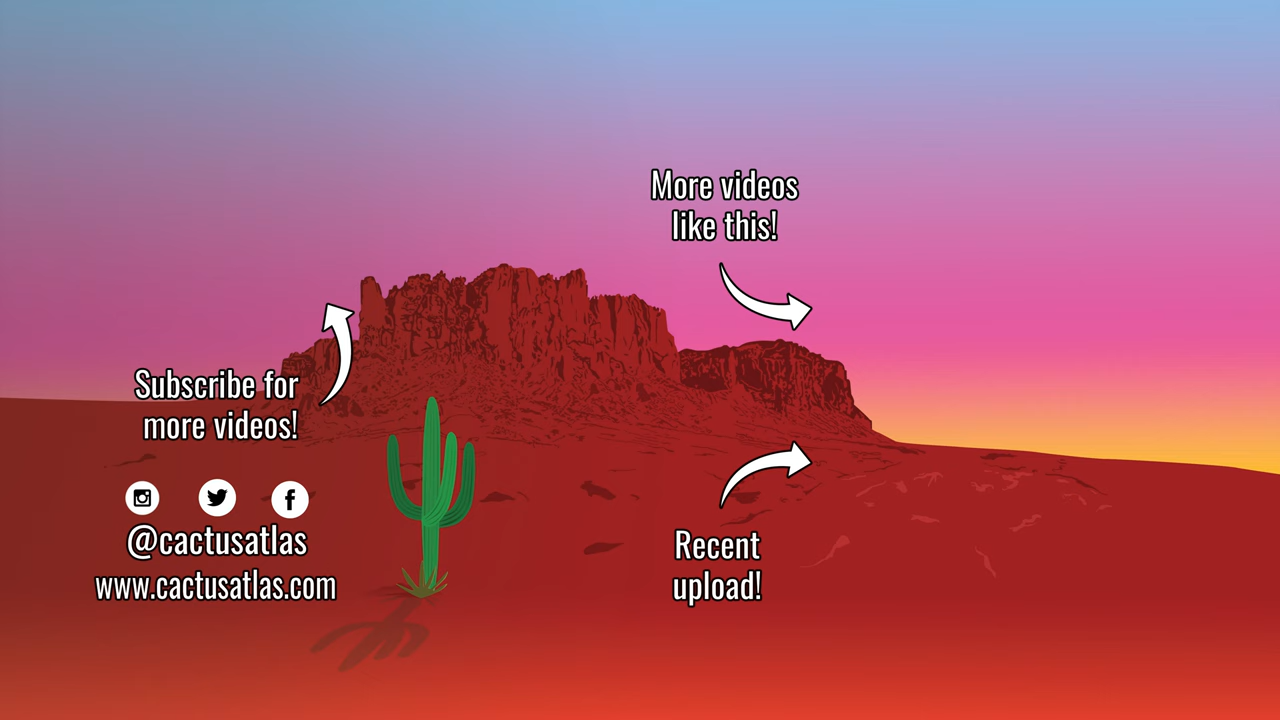 More videos
like this!
Subscribe for
more videos!
@cactusatlas
www.cactusatlas.com
Recent
upload!